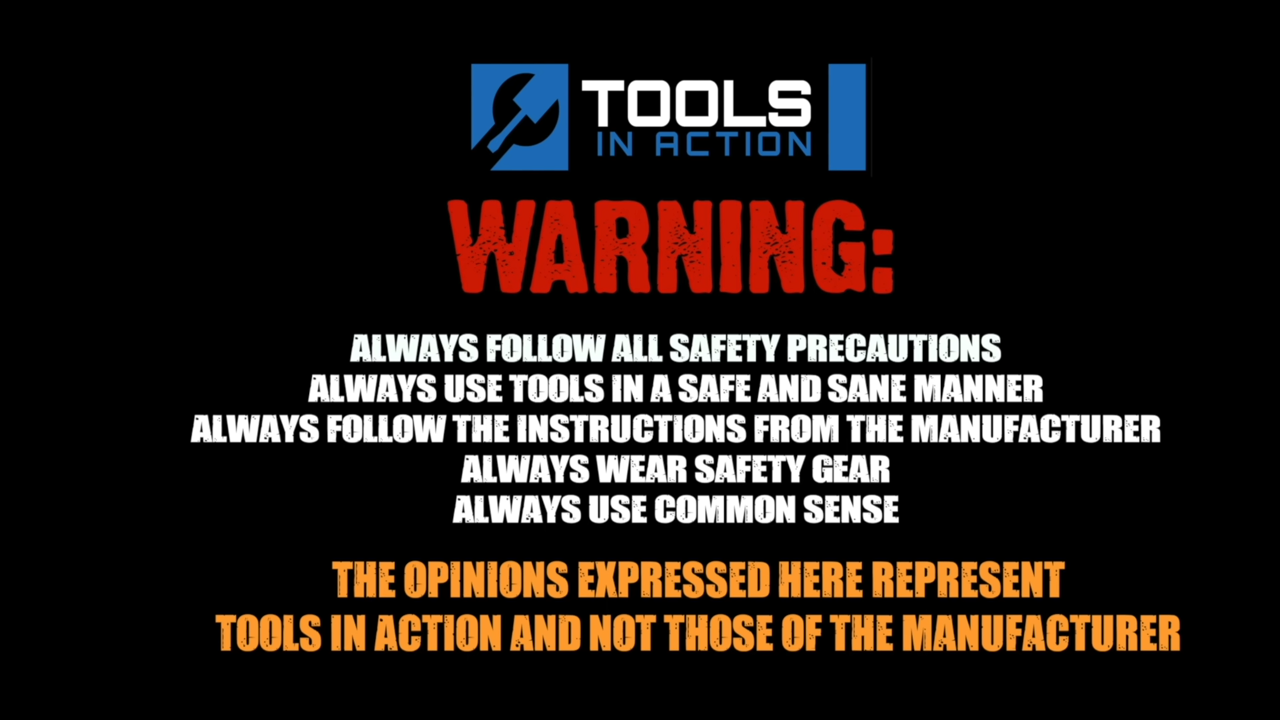 TOOLS
IN ACTION
WARNING:
ALWAYS FOLLOW ALL SAFETY PRECAUTIONS
ALWAYS USE TOOLS IN A SAFE AND SANE MANNER
ALWAYS FOLLOW THE INSTRUCTIONS FROM THE MANUFACTURER
ALWAYS WEAR SAFETY GEAR
ALWAYS USE COMMON SENSE
THE OPINIONS EXPRESSED HERE REPRESENT
TOOLS IN ACTION AND NOT THOSE OF THE MANUFACTURER